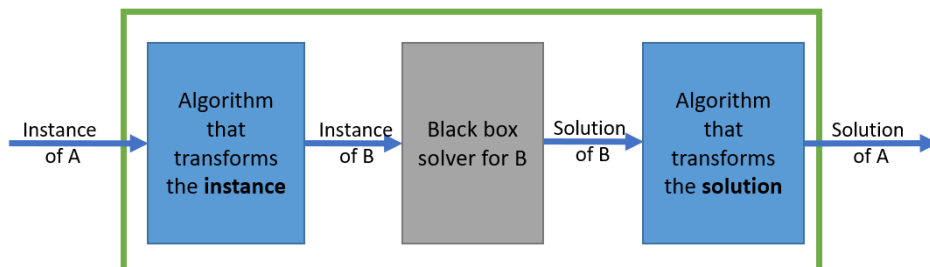 Instance
of A
Algorithm
that
transforms
the instance
Instance
of B
Black box
solver for B
Solution
of B
Algorithm
that
transforms
the solution
Solution
of A